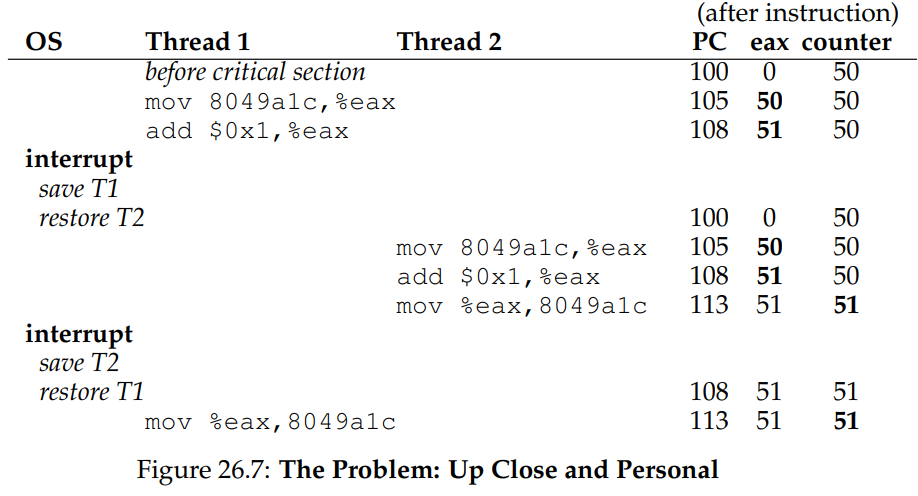 (after instruction)
OS Thread 1 Thread 2 PC eax counter
before critical section 100 0 50
mov 8049a1c,%eax 105 50 50
add $0x1,%eax 108 51 50
interrupt
save T1
restore T2 100 0 50
mov 8049a1c,%eax 105 50 50
add $0x1,%eax 108 51 50
mov %eax,8049a1c 113 51 51
interrupt
save T2
restore T1 108 51 51
mov %eax,8049a1c 113 51 51
Figure 26.7: The Problem: Up Close and Personal